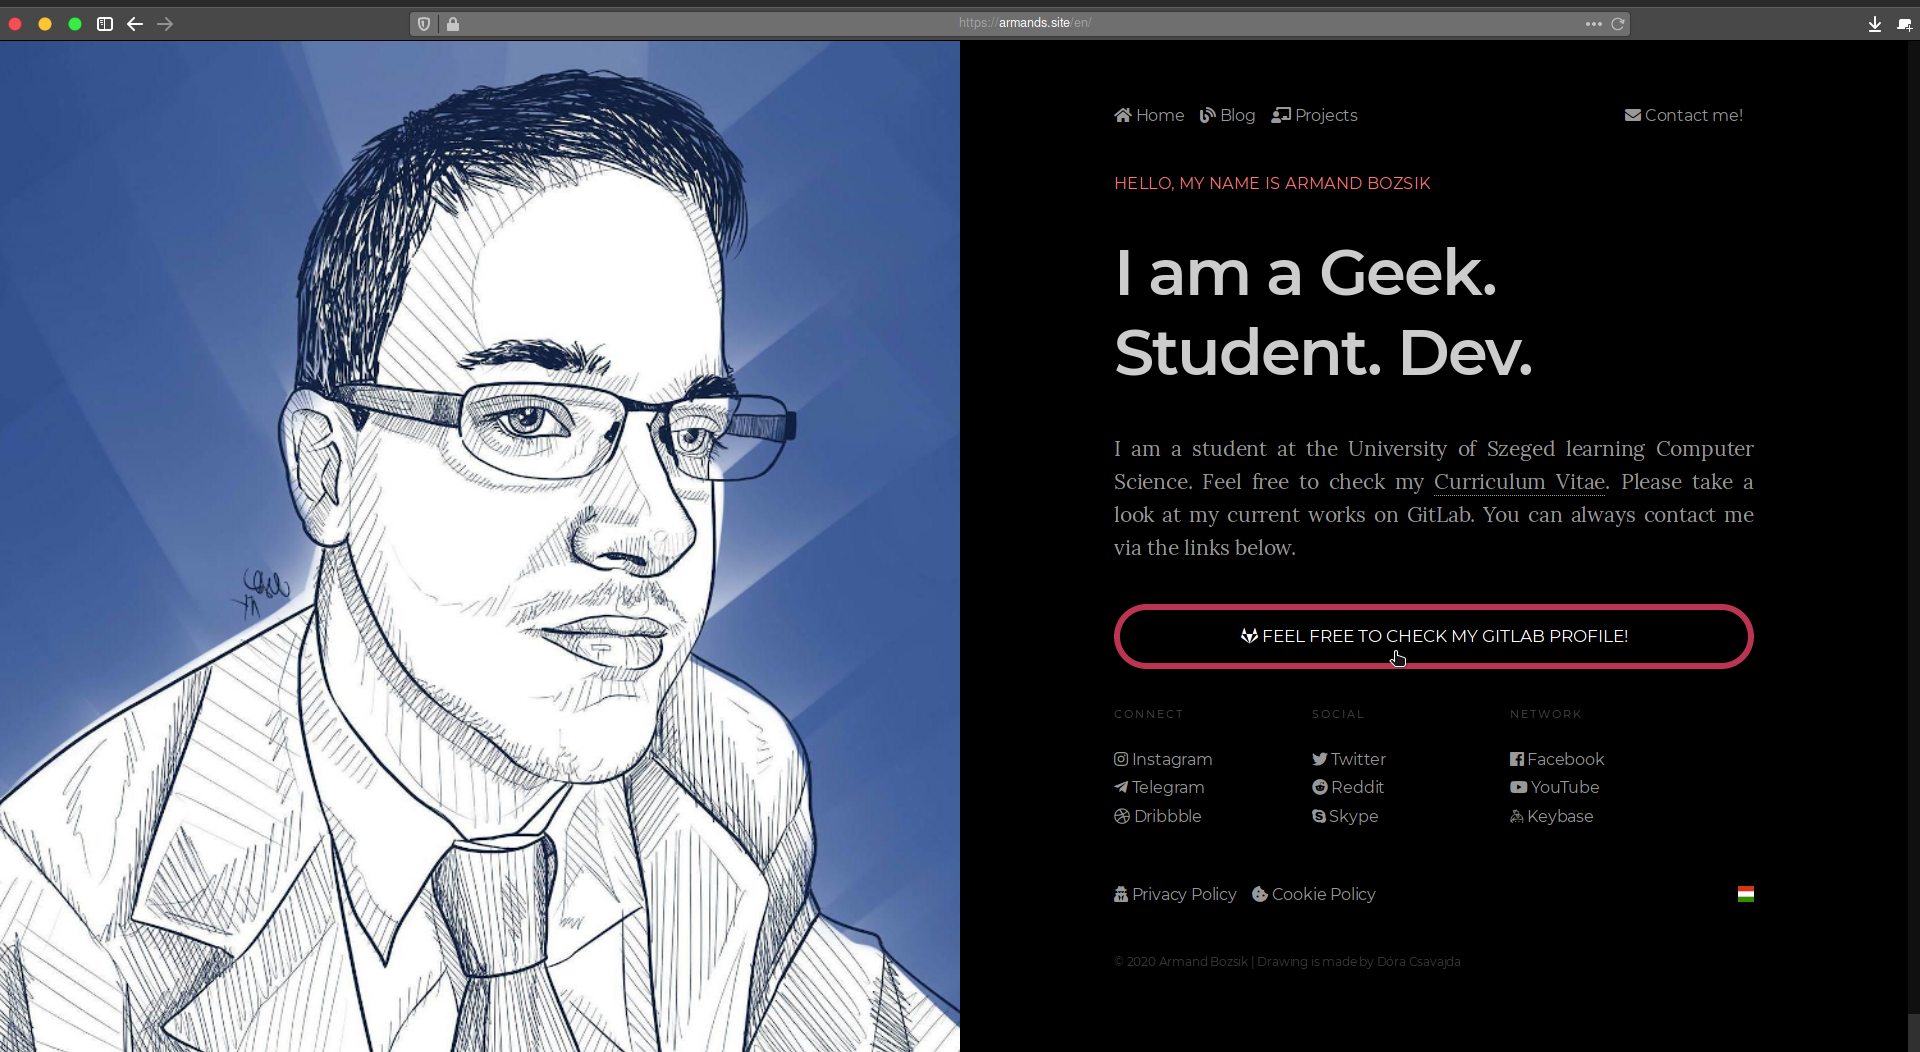 https://armands.site/en/
Home Blog Projects Contact me!
HELLO, MY NAME IS ARMAND BOZSIK
I am a Geek.
Student. Dev.
I am a student at the University of Szeged learning Computer
Science. Feel free to check my Curriculum Vitae. Please take a
look at my current works on GitLab. You can always contact me
via the links below.
FEEL FREE TO CHECK MY GITLAB PROFILE!
CONNECT SOCIAL NETWORK
Instagram Twitter Facebook
Telegram Reddit YouTube
Dribbble Skype Keybase
Privacy Policy Cookie Policy
© 2020 Armand Bozsik | Drawing is made by Dóra Csavajda